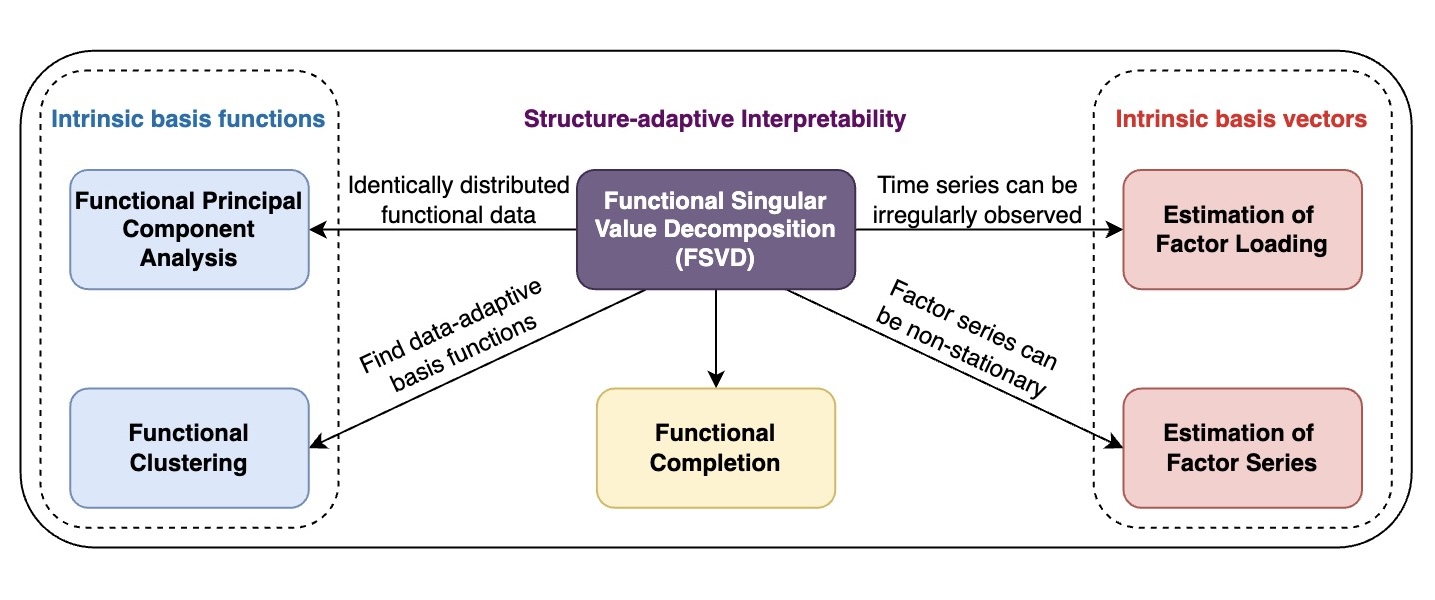 Intrinsic basis functions
Structure-adaptive Interpretability
Intrinsic basis vectors
Functional Principal
Component
Analysis
Identically distributed
functional data
Functional Singular
Value Decomposition
(FSVD)
Time series can be
irregularly observed
Estimation of
Factor Loading
Find data-adaptive
basis functions
Factor series can
be non-stationary
Functional
Clustering
Functional
Completion
Estimation of
Factor Series